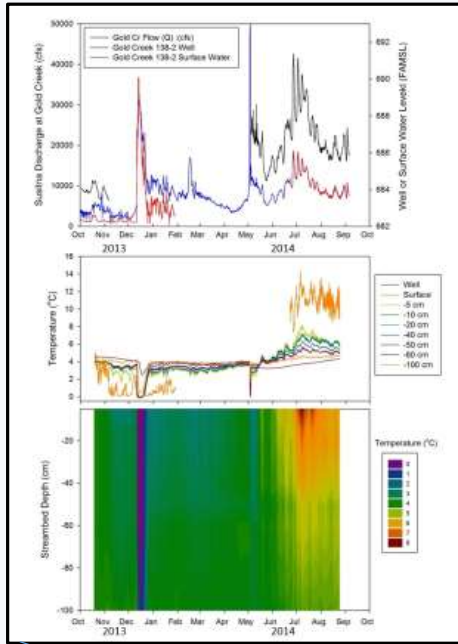 50000
40000
30000
20000
10000
0
Gold Cr Flow (Q) (cfs)
Gold Creek 138-2 Well
Gold Creek 138-2 Surface Water
692
690
688
686
684
682
Susitna Discharge at Gold Creek (cfs)
Well or Surface Water Level (FAMSL)
Oct Nov Dec Jan Feb Mar Apr May Jun Jul Aug Sep Oct
2013 2014
16
14
12
10
8
6
4
2
0
Temperature (°C)
Well
Surface
-5 cm
-10 cm
-20 cm
-40 cm
-50 cm
-80 cm
-100 cm
Oct Nov Dec Jan Feb Mar Apr May Jun Jul Aug Sep Oct
-20
-40
-60
-80
-100
Streambed Depth (cm)
Temperature (°C)
0
1
2
3
4
5
6
7
8
Oct Nov Dec Jan Feb Mar Apr May Jun Jul Aug Sep Oct
2013 2014